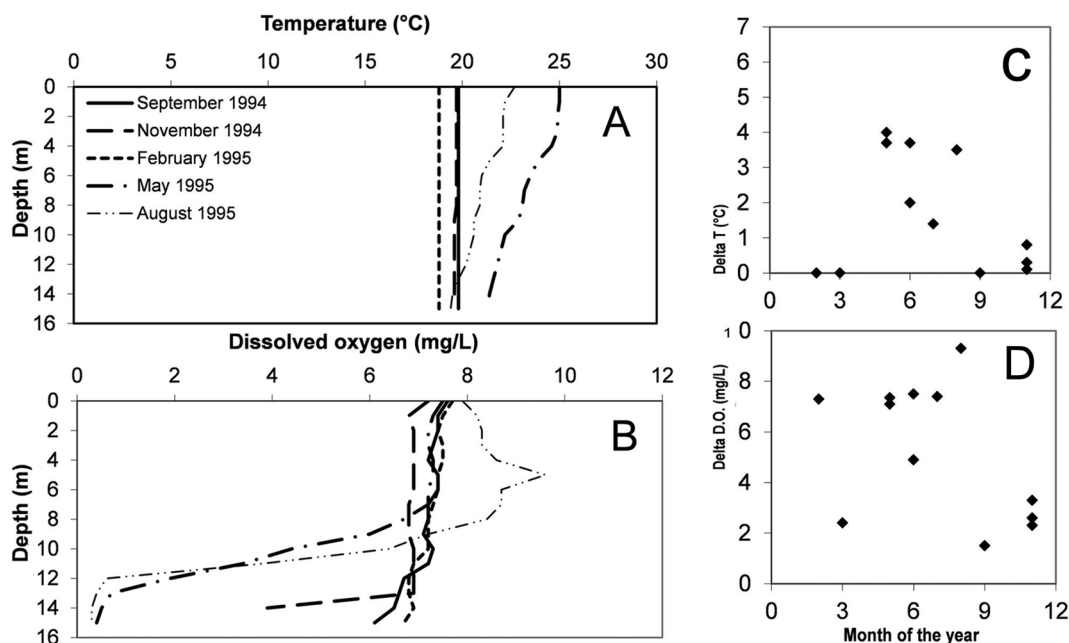 Temperature (°C)
0 5 10 15 20 25 30
0
2
4
6
8
10
12
14
16
Depth (m)
September 1994
November 1994
February 1995
May 1995
August 1995
A
Dissolved oxygen (mg/L)
0 2 4 6 8 10 12
0
2
4
6
8
10
12
14
16
Depth (m)
B
7
6
5
4
3
2
1
0
Delta T (°C)
C
0 3 6 9 12
1 0
8
6
4
2
0
Delta D.O. (mg/L)
D
0 3 6 9 12
Month of the year